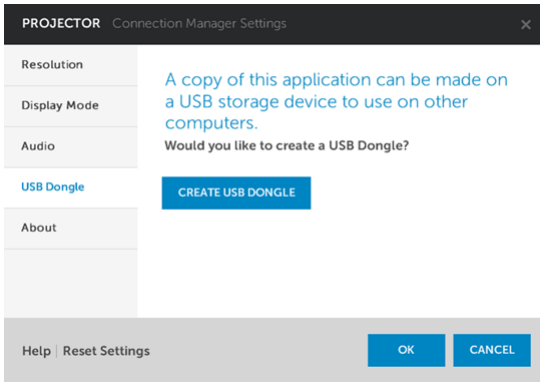 PROJECTOR Connection Manager Settings
Resolution
Display Mode
Audio
USB Dongle
About
A copy of this application can be made on
a USB storage device to use on other
computers.
Would you like to create a USB Dongle?
CREATE USB DONGLE
Help | Reset Settings
OK
CANCEL